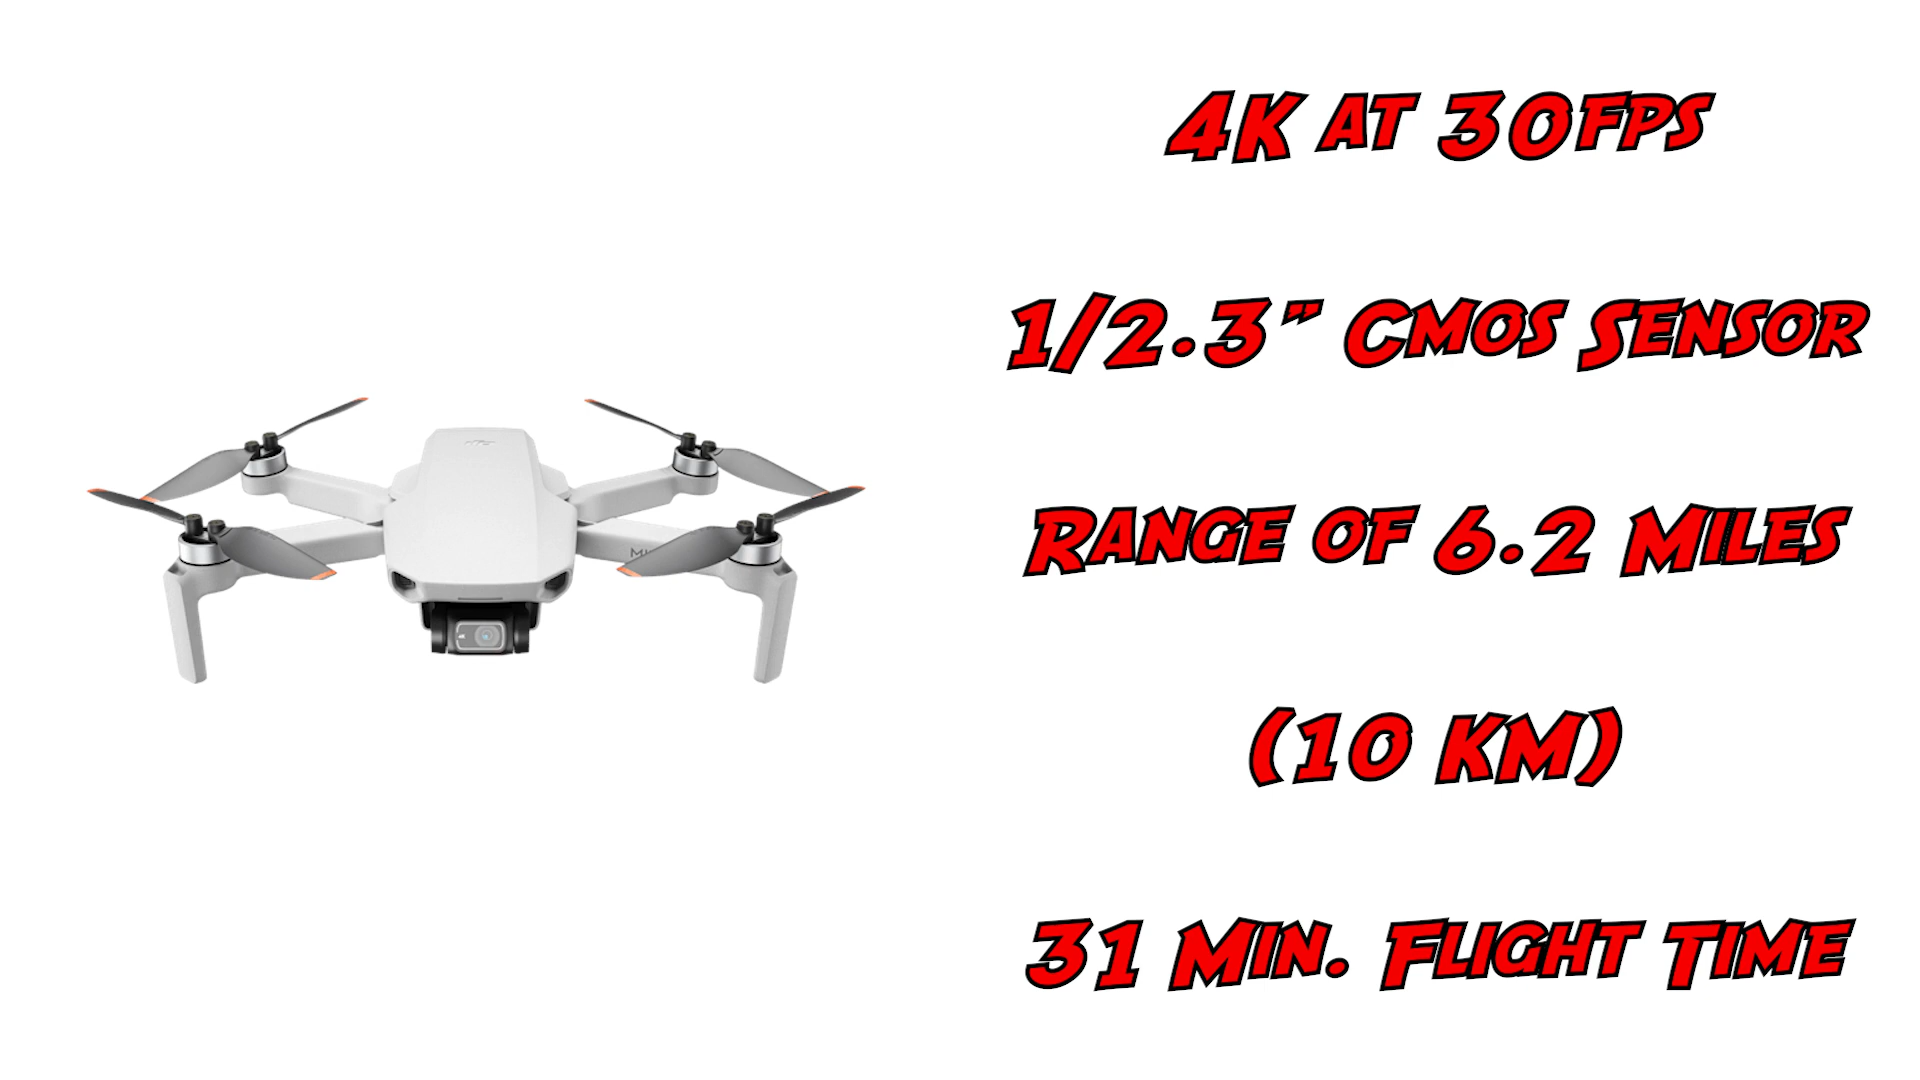 4K at 30fps
1/2.3" Cmos Sensor
Range of 6.2 Miles
(10 KM)
31 Min. Flight Time